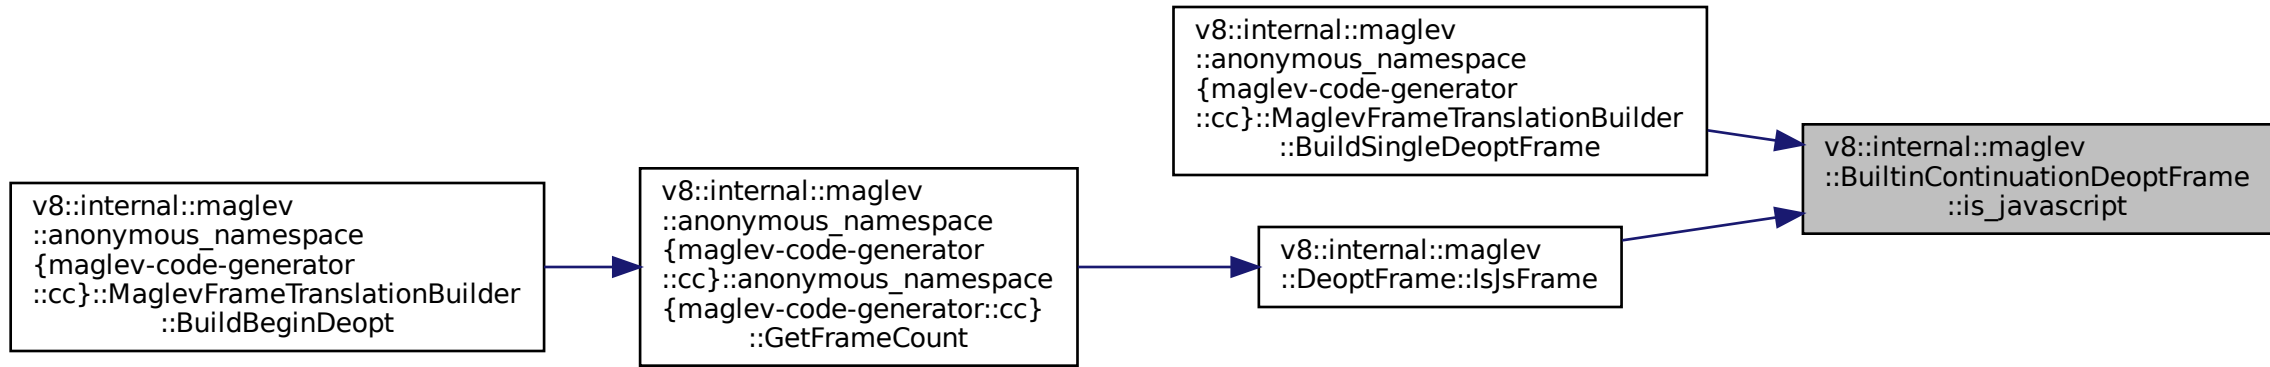 v8::internal::maglev
::anonymous_namespace
{maglev-code-generator
::cc}::MaglevFrameTranslationBuilder
::BuildBeginDeopt
v8::internal::maglev
::anonymous_namespace
{maglev-code-generator
::cc}::anonymous_namespace
{maglev-code-generator::cc}
::GetFrameCount
v8::internal::maglev
::anonymous_namespace
{maglev-code-generator
::cc}::MaglevFrameTranslationBuilder
::BuildSingleDeoptFrame
v8::internal::maglev
::DeoptFrame::IsJsFrame
v8::internal::maglev
::BuiltinContinuationDeoptFrame
::is_javascript